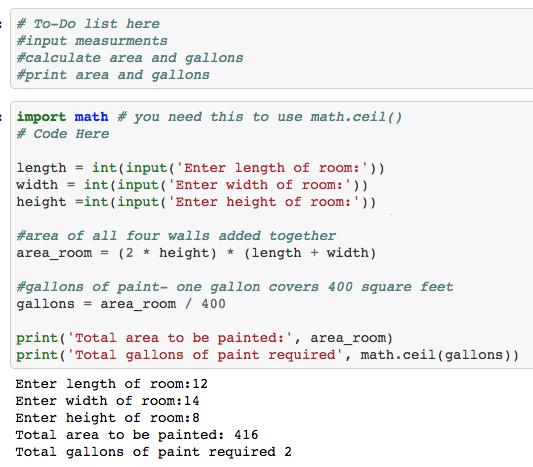 # To-Do list here
#input measurments
#calculate area and gallons
#print area and gallons
import math # you need this to use math.ceil()
# Code Here
length = int(input('Enter length of room:'))
width = int(input('Enter width of room:'))
height =int(input('Enter height of room:'))
#area of all four walls added together
area_room = (2 * height) * (length + width)
#gallons of paint- one gallon covers 400 square feet
gallons = area_room / 400
print('Total area to be painted:', area_room)
print('Total gallons of paint required', math.ceil(gallons))
Enter length of room:12
Enter width of room:14
Enter height of room:8
Total area to be painted: 416
Total gallons of paint required 2